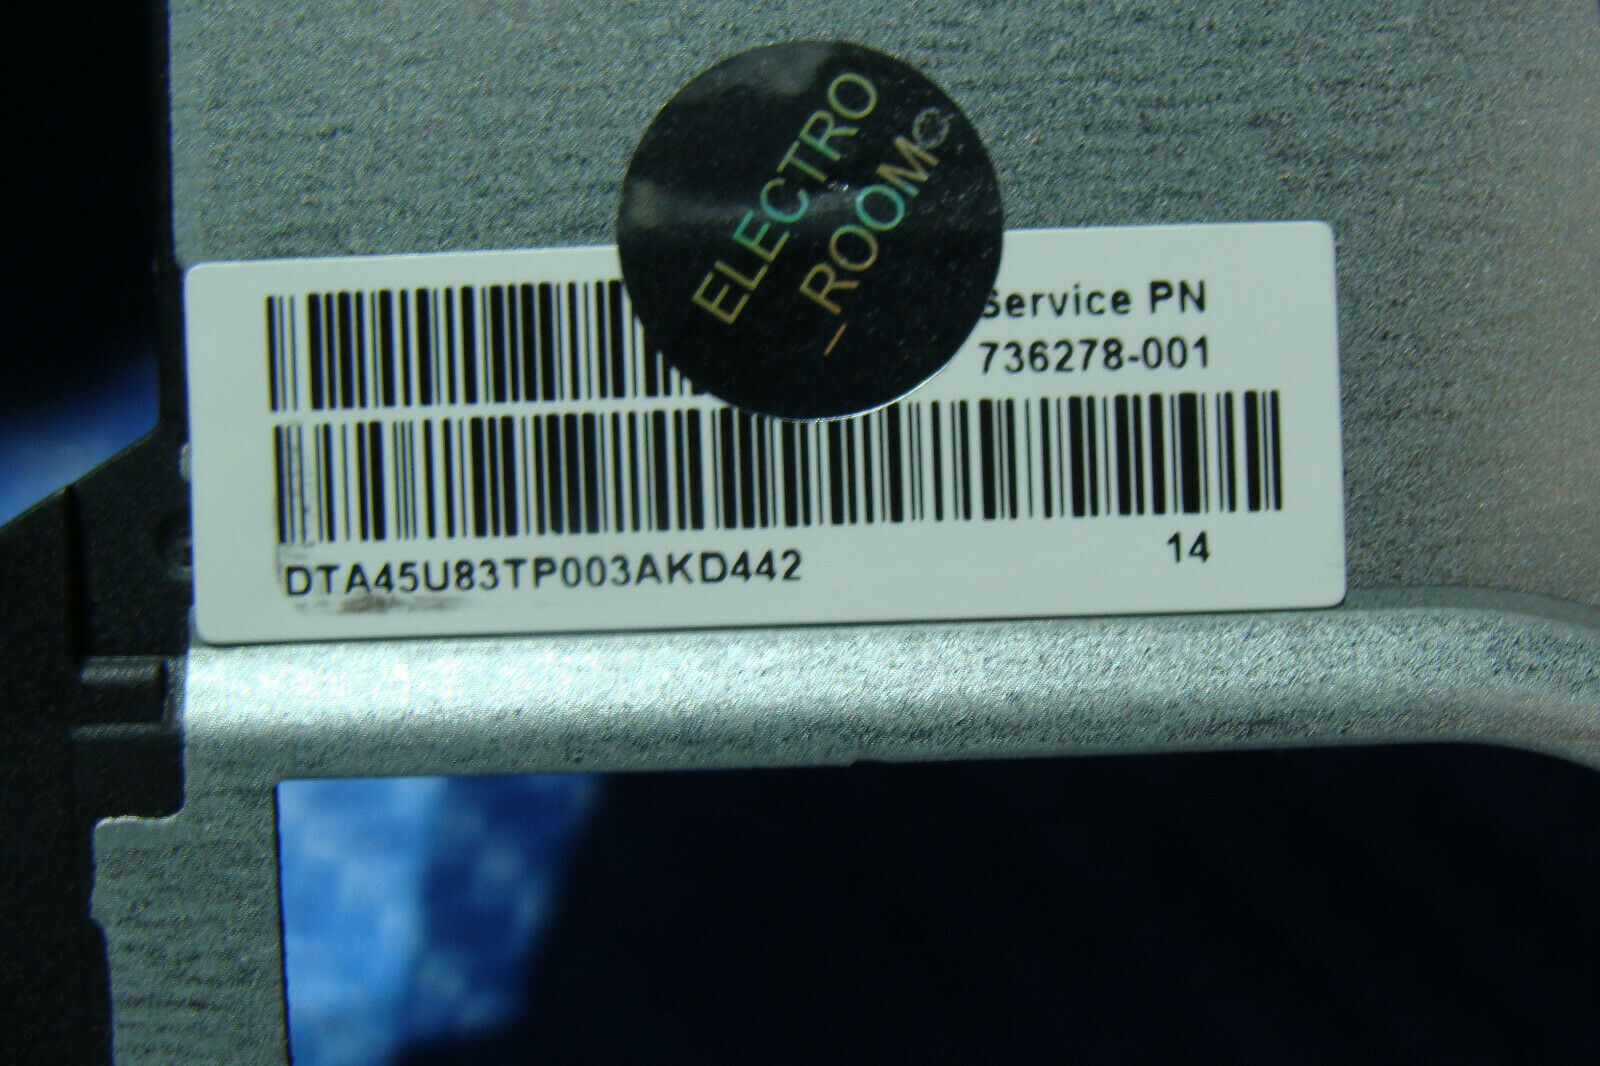 ELECTRO
_ROOM
Service PN
736278-001
DTA45U83TP003AKD442
14